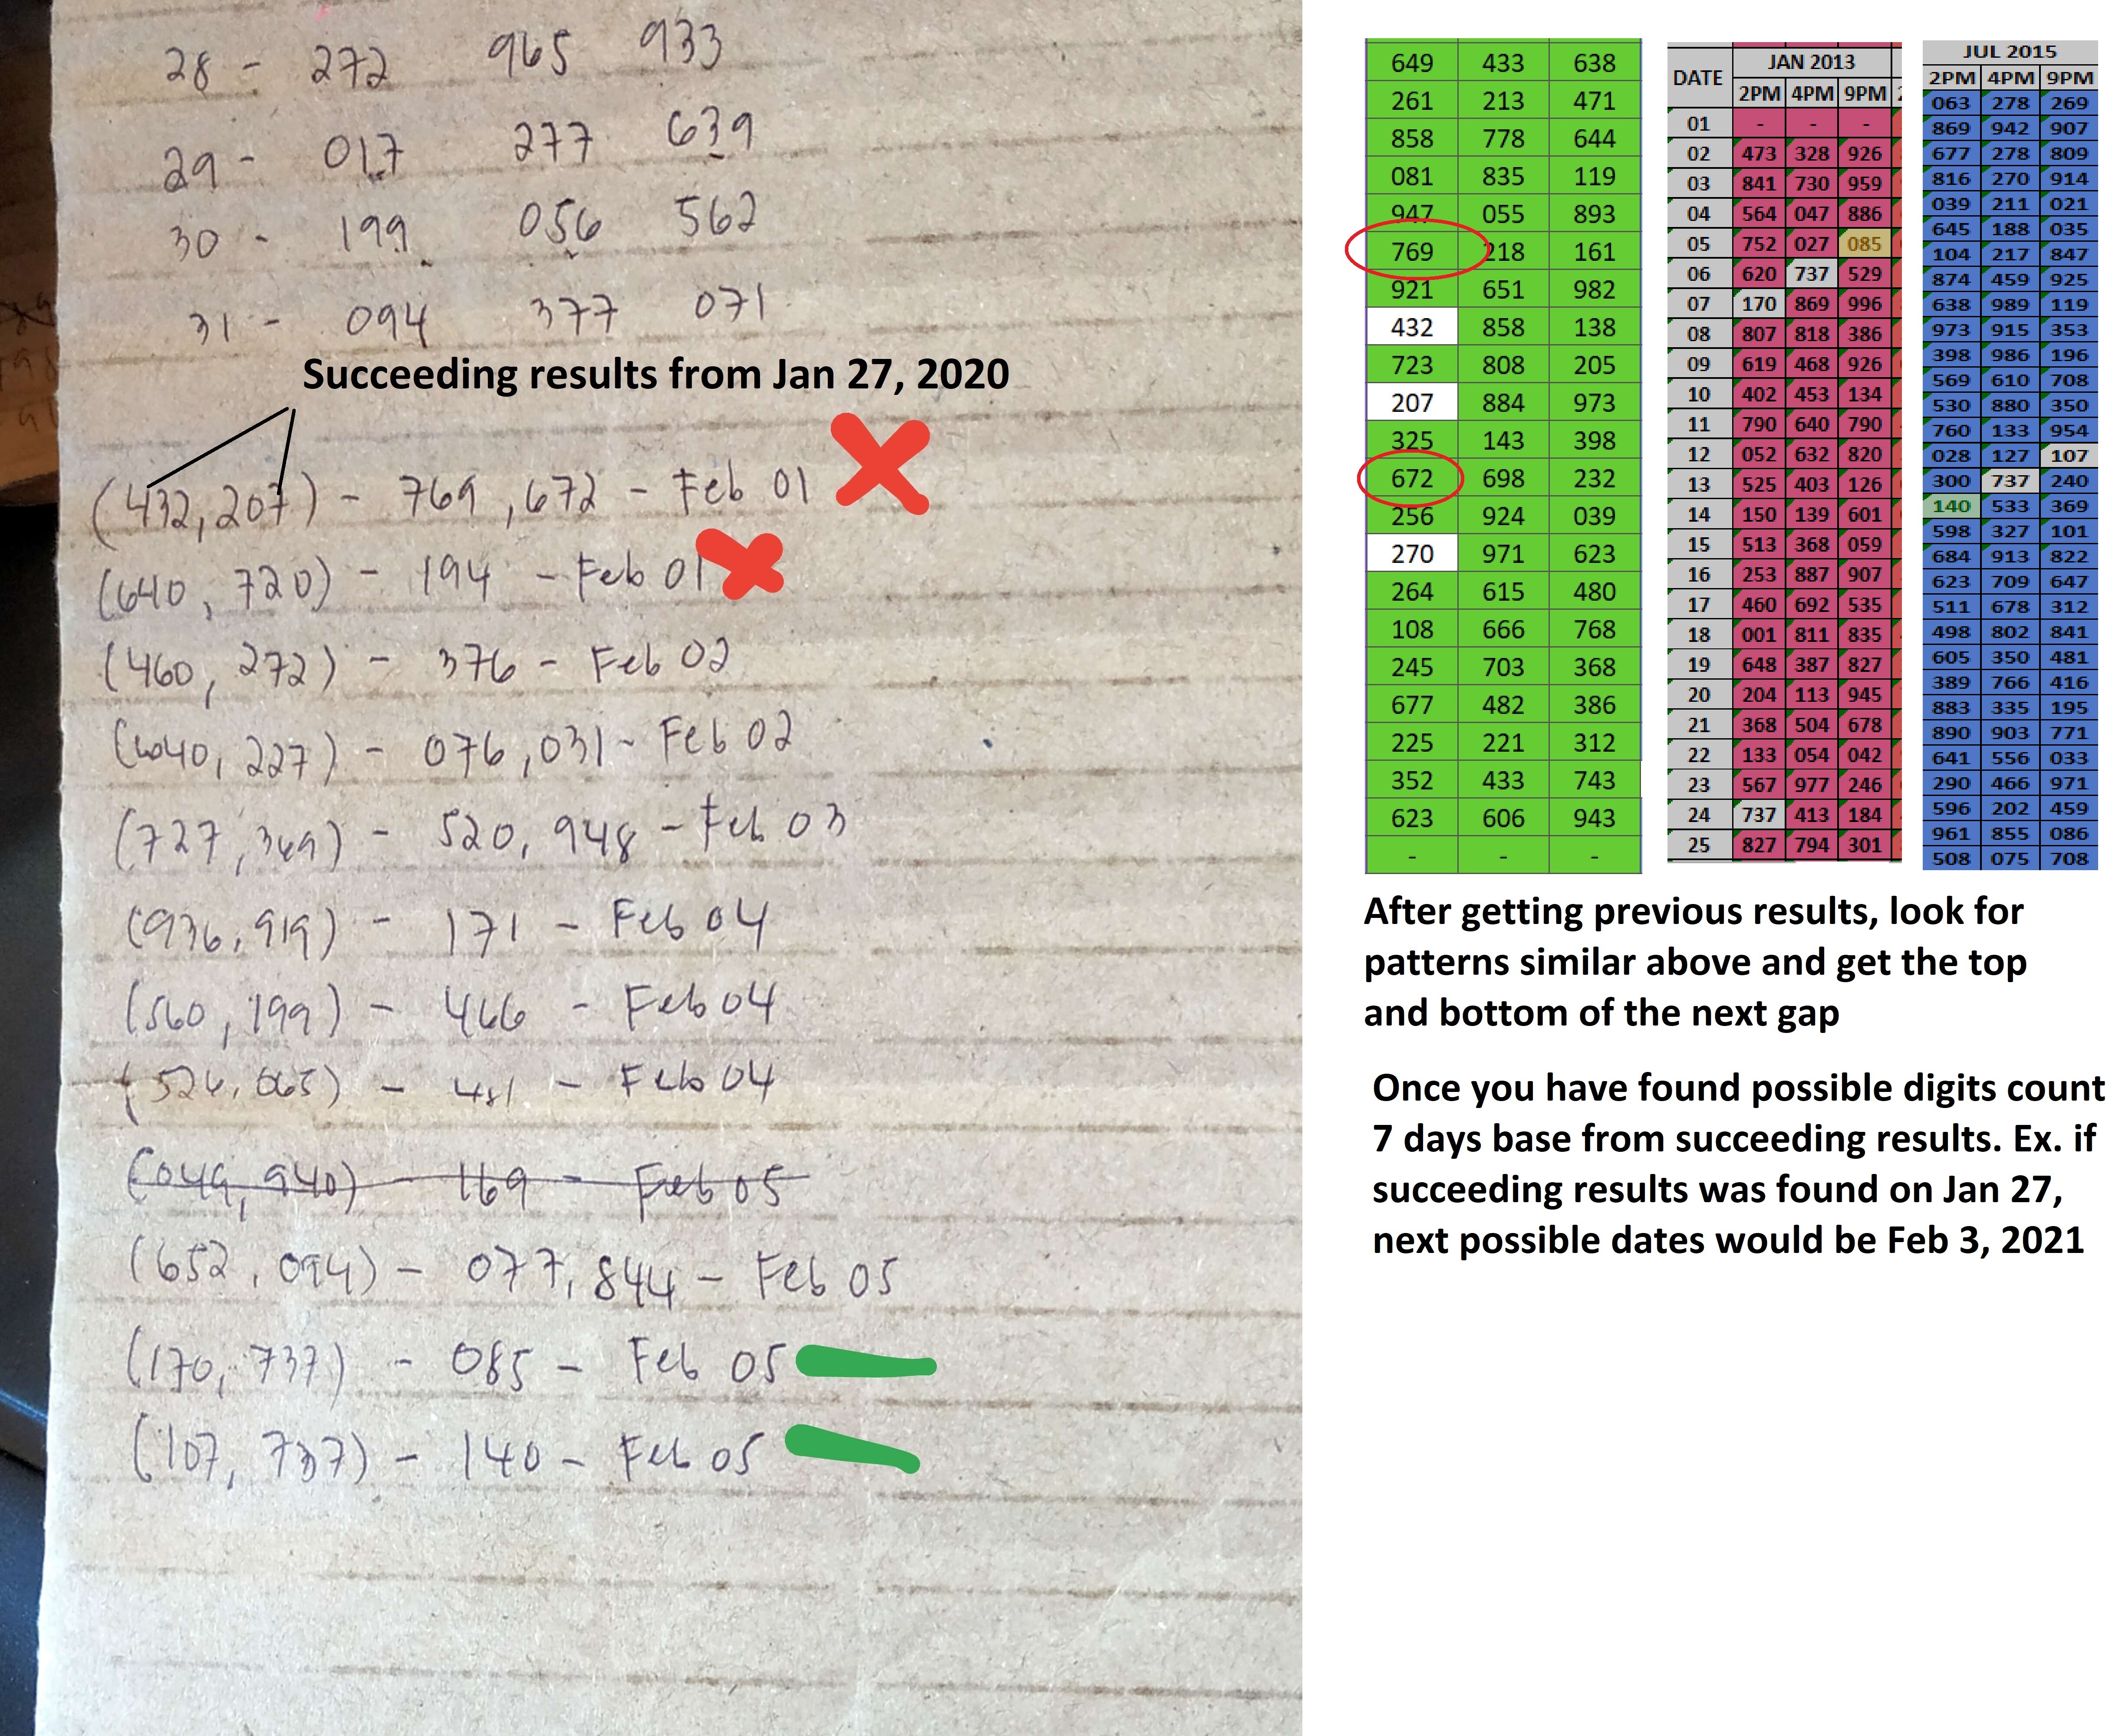 28 - 272 965 933
29 - 017 277 639
30 - 199 056 562
31 - 094 377 071
Succeeding results from Jan 27, 2020
(432, 207) - 769, 672 - Feb 01
(640, 720) - 194 - Feb 01
(460, 272) - 376 - Feb 02
(640, 227) - 076, 031 - Feb 02
(727, 369) - 520, 948 - Feb 03
(936, 919) - 171 - Feb 04
(560, 199) - 466 - Feb 04
(526, 065) - 481 - Feb 04
(049, 940) - 169 - Feb 05
(652, 094) - 077, 844 - Feb 05
(170, 737) - 085 - Feb 05
(107, 737) - 140 - Feb 05
649 433 638
261 213 471
858 778 644
081 835 119
947 055 893
769 218 161
921 651 982
432 858 138
723 808 205
207 884 973
325 143 398
672 698 232
256 924 039
270 971 623
264 615 480
108 666 768
245 703 368
677 482 386
225 221 312
352 433 743
623 606 943
- - -
DATE JAN 2013
2PM 4PM 9PM
01 - - -
02 473 328 926
03 841 730 959
04 564 047 886
05 752 027 085
06 620 737 529
07 170 869 996
08 807 818 386
09 619 468 926
10 402 453 134
11 790 640 790
12 052 632 820
13 525 403 126
14 150 139 601
15 513 368 059
16 253 887 907
17 460 692 535
18 001 811 835
19 648 387 827
20 204 113 945
21 368 504 678
22 133 054 042
23 567 977 246
24 737 413 184
25 827 794 301
JUL 2015
2PM 4PM 9PM
063 278 269
869 942 907
677 278 809
816 270 914
039 211 021
645 188 035
104 217 847
874 459 925
638 989 119
973 915 353
398 986 196
569 610 708
530 880 350
760 133 954
028 127 107
300 737 240
140 533 369
598 327 101
684 913 822
623 709 647
511 678 312
498 802 841
605 350 481
389 766 416
883 335 195
890 903 771
641 556 033
290 466 971
596 202 459
961 855 086
508 075 708
After getting previous results, look for
patterns similar above and get the top
and bottom of the next gap
Once you have found possible digits count
7 days base from succeeding results. Ex. if
succeeding results was found on Jan 27,
next possible dates would be Feb 3, 2021